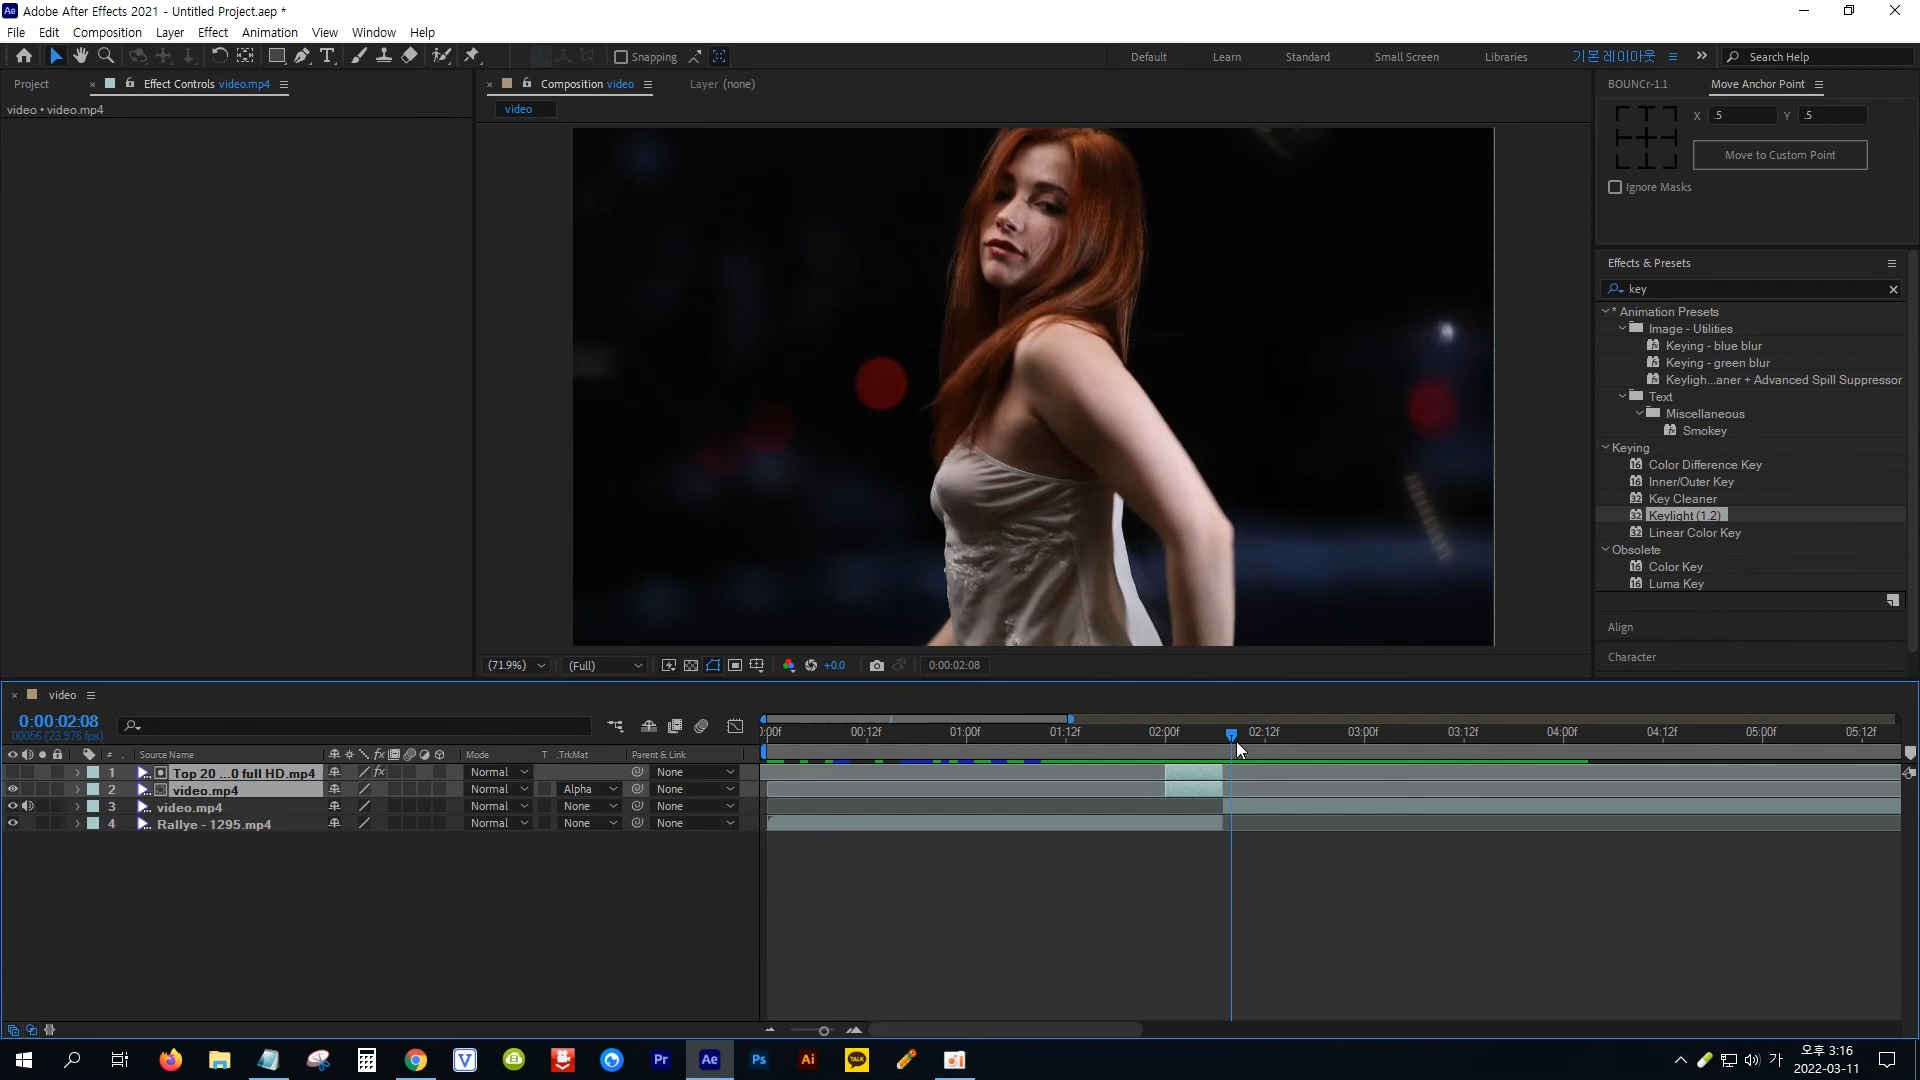 Adobe After Effects 2021 - Untitled Project.aep *
File Edit Composition Layer Effect Animation View Window Help
Snapping Default Learn Standard Small Screen Libraries 기본 레이아웃 Search Help
Project Effect Controls video.mp4
video • video.mp4
Composition video Layer (none)
video
BOUNCr-1.1 Move Anchor Point
X .5 Y .5
Move to Custom Point
Ignore Masks
Effects & Presets
key
* Animation Presets
Image - Utilities
Keying - blue blur
Keying - green blur
Keyligh...aner + Advanced Spill Suppressor
Text
Miscellaneous
Smokey
Keying
Color Difference Key
Inner/Outer Key
Key Cleaner
Keylight (1.2)
Linear Color Key
Obsolete
Color Key
Luma Key
Align
Character
(71.9%) (Full) +0.0 0:00:02:08
video
0:00:02:08
00056 (23.976 fps)
:00f 00:12f 01:00f 01:12f 02:00f 02:12f 03:00f 03:12f 04:00f 04:12f 05:00f 05:12f
# Source Name Mode T .TrkMat Parent & Link
1 Top 20 ...0 full HD.mp4 Normal None
2 video.mp4 Normal Alpha None
3 video.mp4 Normal None None
4 Rallye - 1295.mp4 Normal None None
Pr Ae Ps Ai TALK
가 오후 3:16
2022-03-11